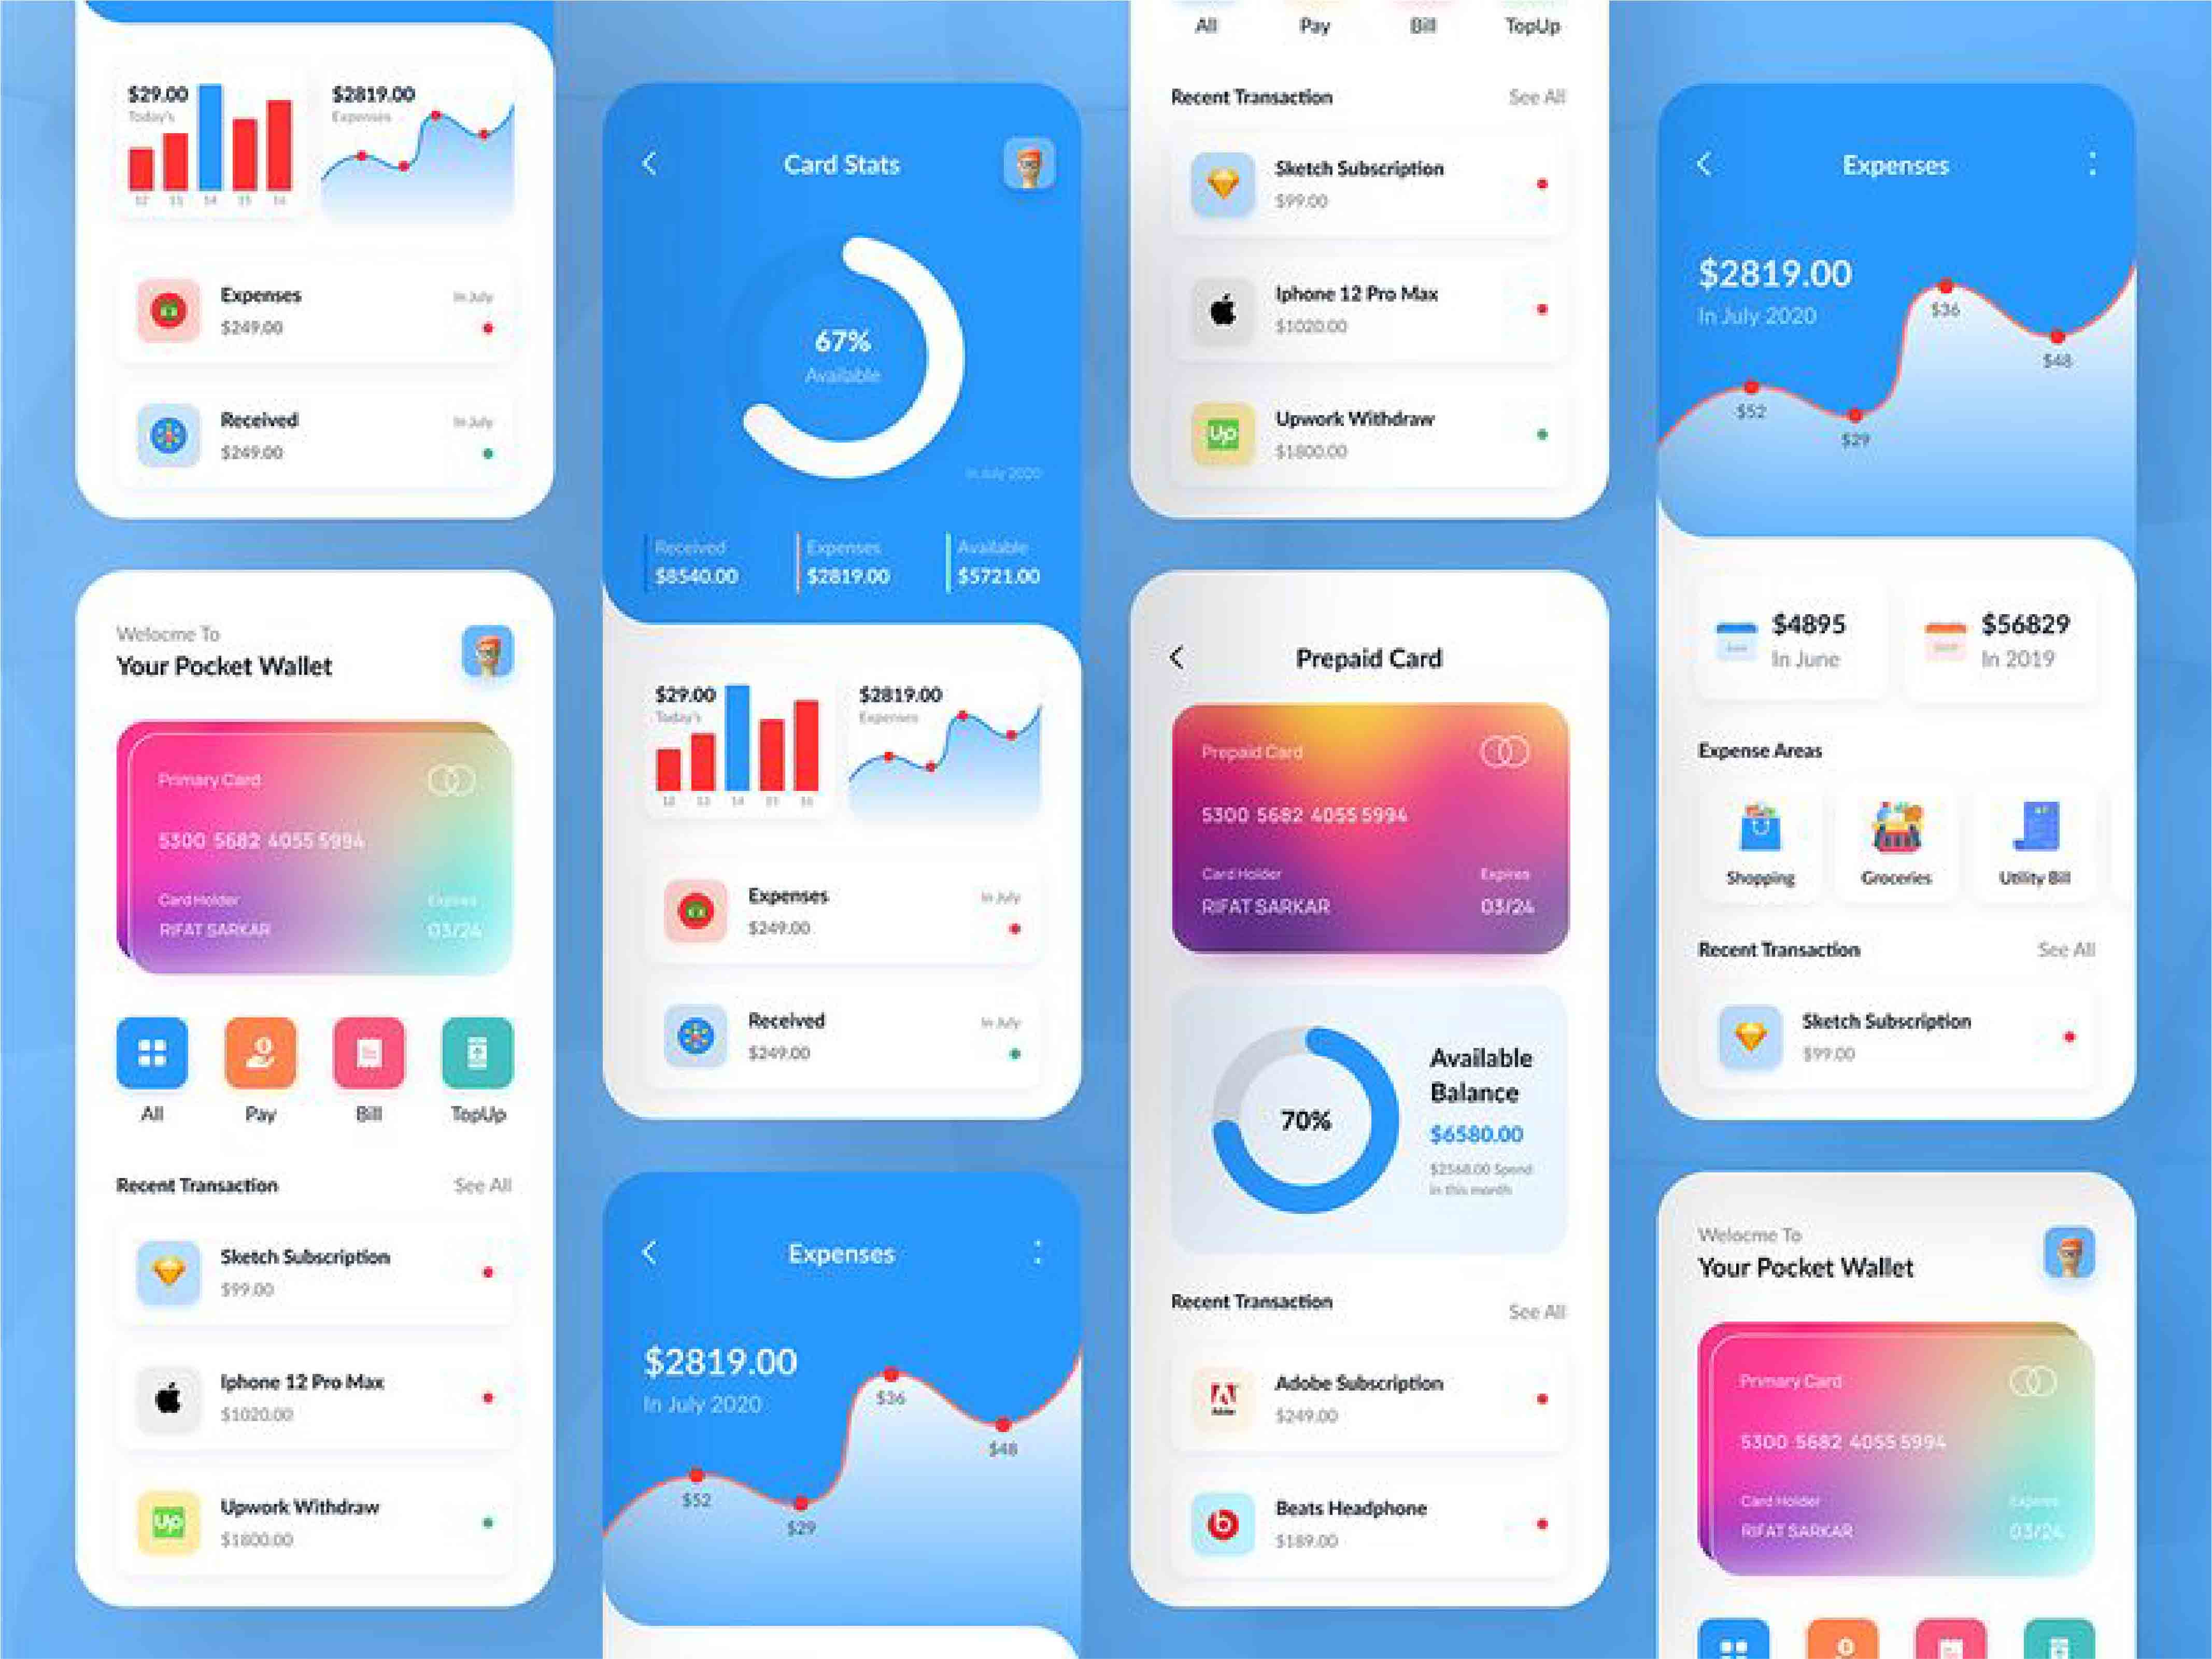 $29.00
Today's
12 13 14 15 16
$2819.00
Expenses
Expenses
In July
$249.00
Received
In July
$249.00
Welocme To
Your Pocket Wallet
Primary Card
5300 5682 4055 5994
Card Holder
Expires
RIFAT SARKAR
03/24
All
Pay
Bill
TopUp
Recent Transaction
See All
Sketch Subscription
$99.00
Iphone 12 Pro Max
$1020.00
Upwork Withdraw
Up
$1800.00
Card Stats
67%
Available
In July 2020
Received
$8540.00
Expenses
$2819.00
Available
$5721.00
$29.00
Today's
12 13 14 15 16
$2819.00
Expenses
Expenses
In July
$249.00
Received
In July
$249.00
Expenses
$2819.00
In July 2020
$52
$29
$36
$48
All
Pay
Bill
TopUp
Recent Transaction
See All
Sketch Subscription
$99.00
Iphone 12 Pro Max
$1020.00
Upwork Withdraw
Up
$1800.00
Prepaid Card
Prepaid Card
5300 5682 4055 5994
Card Holder
Expires
RIFAT SARKAR
03/24
70%
Available
Balance
$6580.00
$2568.00 Spend
in this month
Recent Transaction
See All
Adobe Subscription
Adobe
$249.00
Beats Headphone
$189.00
Expenses
$2819.00
In July 2020
$52
$29
$36
$48
$4895
In June
$56829
In 2019
Expense Areas
Shopping
Groceries
Utility Bill
Recent Transaction
See All
Sketch Subscription
$99.00
Welocme To
Your Pocket Wallet
Primary Card
5300 5682 4055 5994
Card Holder
Expires
RIFAT SARKAR
03/24